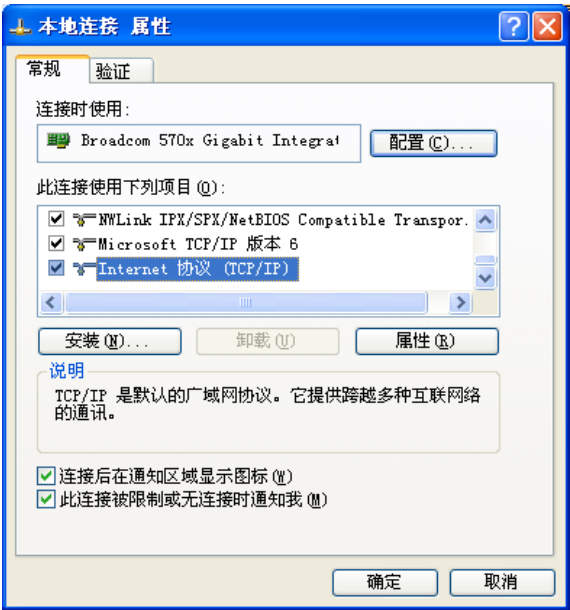 本地连接 属性
常规
验证
连接时使用:
Broadcom 570x Gigabit Integrat
配置(C)...
此连接使用下列项目(O):
NWLink IPX/SPX/NetBIOS Compatible Transpor.
Microsoft TCP/IP 版本 6
Internet 协议 (TCP/IP)
安装(N)...
卸载(U)
属性(R)
说明
TCP/IP 是默认的广域网协议。它提供跨越多种互联网络
的通讯。
连接后在通知区域显示图标(W)
此连接被限制或无连接时通知我(M)
确定
取消